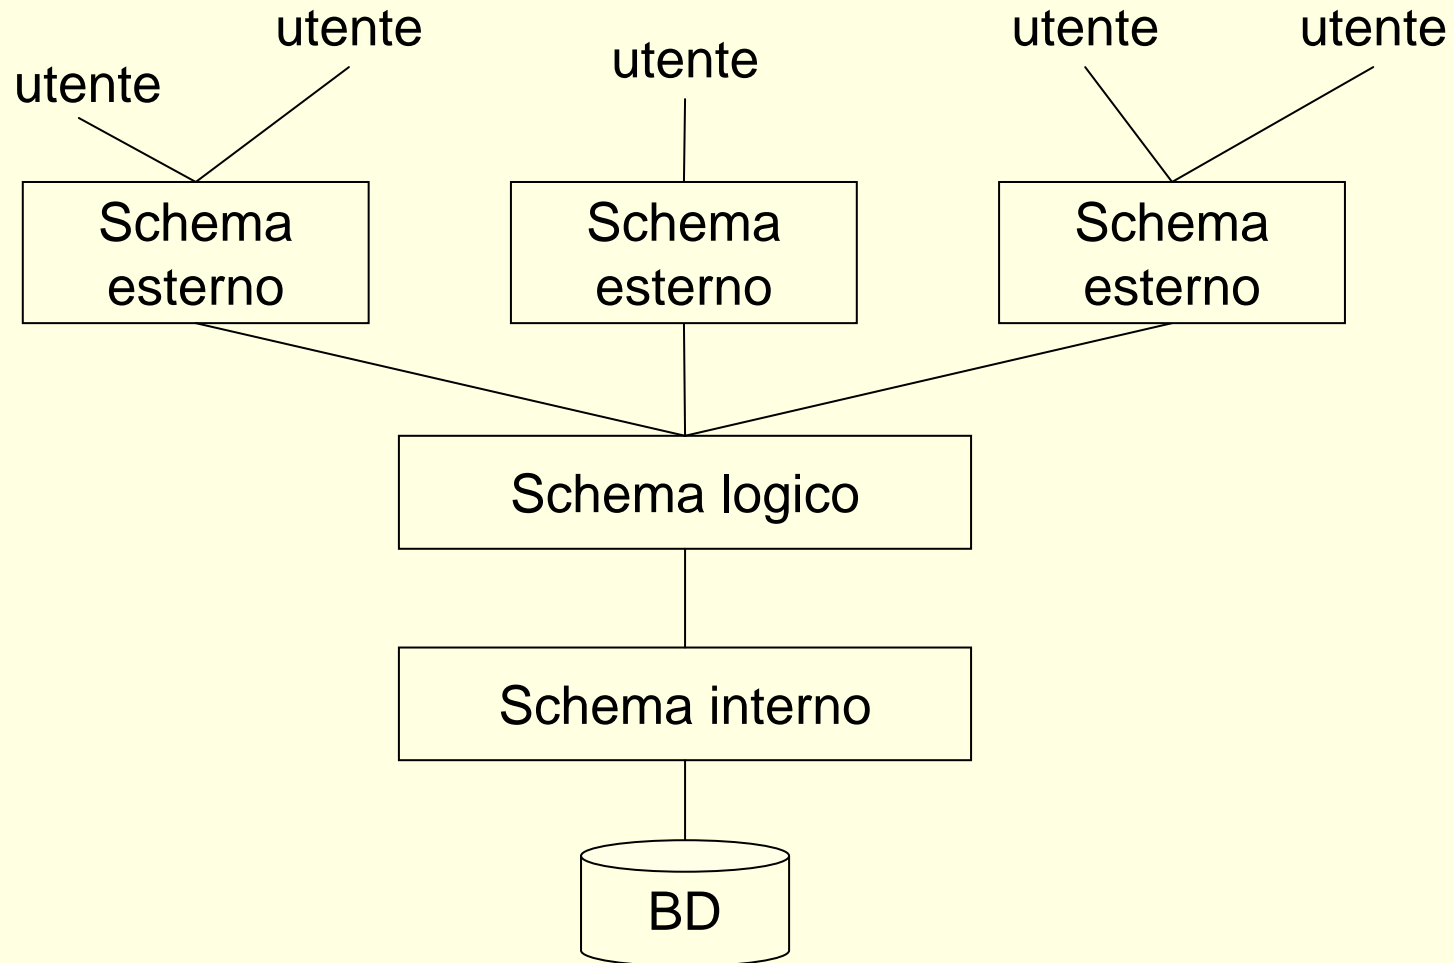 utente
utente
utente
utente
utente
Schema
esterno
Schema
esterno
Schema
esterno
Schema logico
Schema interno
BD